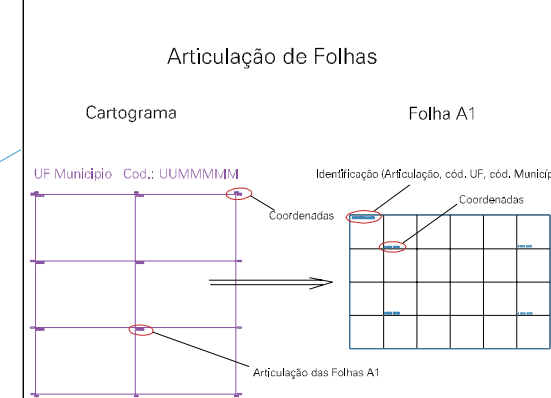 Articulação de Folhas
Cartograma
Folha A1
UF Municipio Cod.: UUMMMMM
Identificação (Articulação, cód. UF, cód. Municíp
Coordenadas
Coordenadas
Articulação das Folhas A1